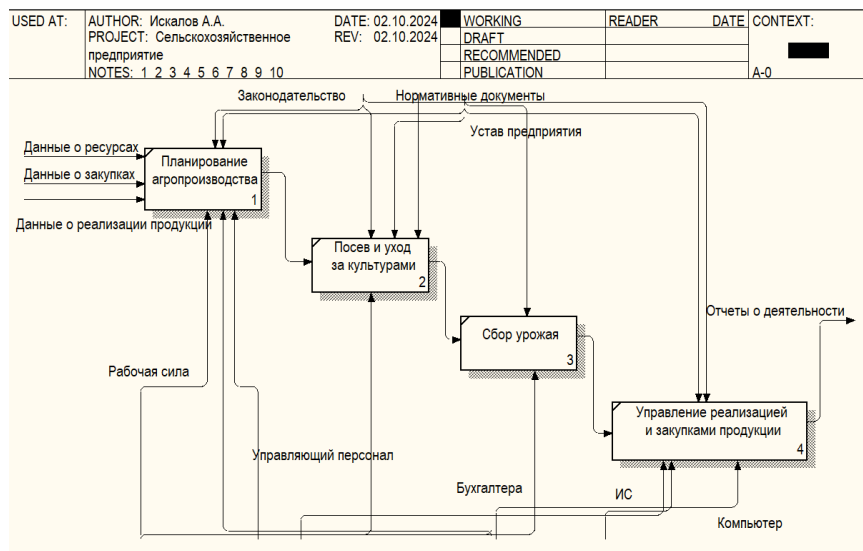 USED AT:
AUTHOR: Искалов А.А.
DATE: 02.10.2024
PROJECT: Сельскохозяйственное
предприятие
REV: 02.10.2024
NOTES: 1 2 3 4 5 6 7 8 9 10
WORKING
DRAFT
RECOMMENDED
PUBLICATION
READER
DATE
CONTEXT:
A-0
Законодательство
Нормативные документы
Устав предприятия
Данные о ресурсах
Данные о закупках
Данные о реализации продукции
Планирование
агропроизводства
1
Посев и уход
за культурами
2
Сбор урожая
3
Отчеты о деятельности
Рабочая сила
Управление реализацией
и закупками продукции
4
Управляющий персонал
Бухгалтера
ИС
Компьютер